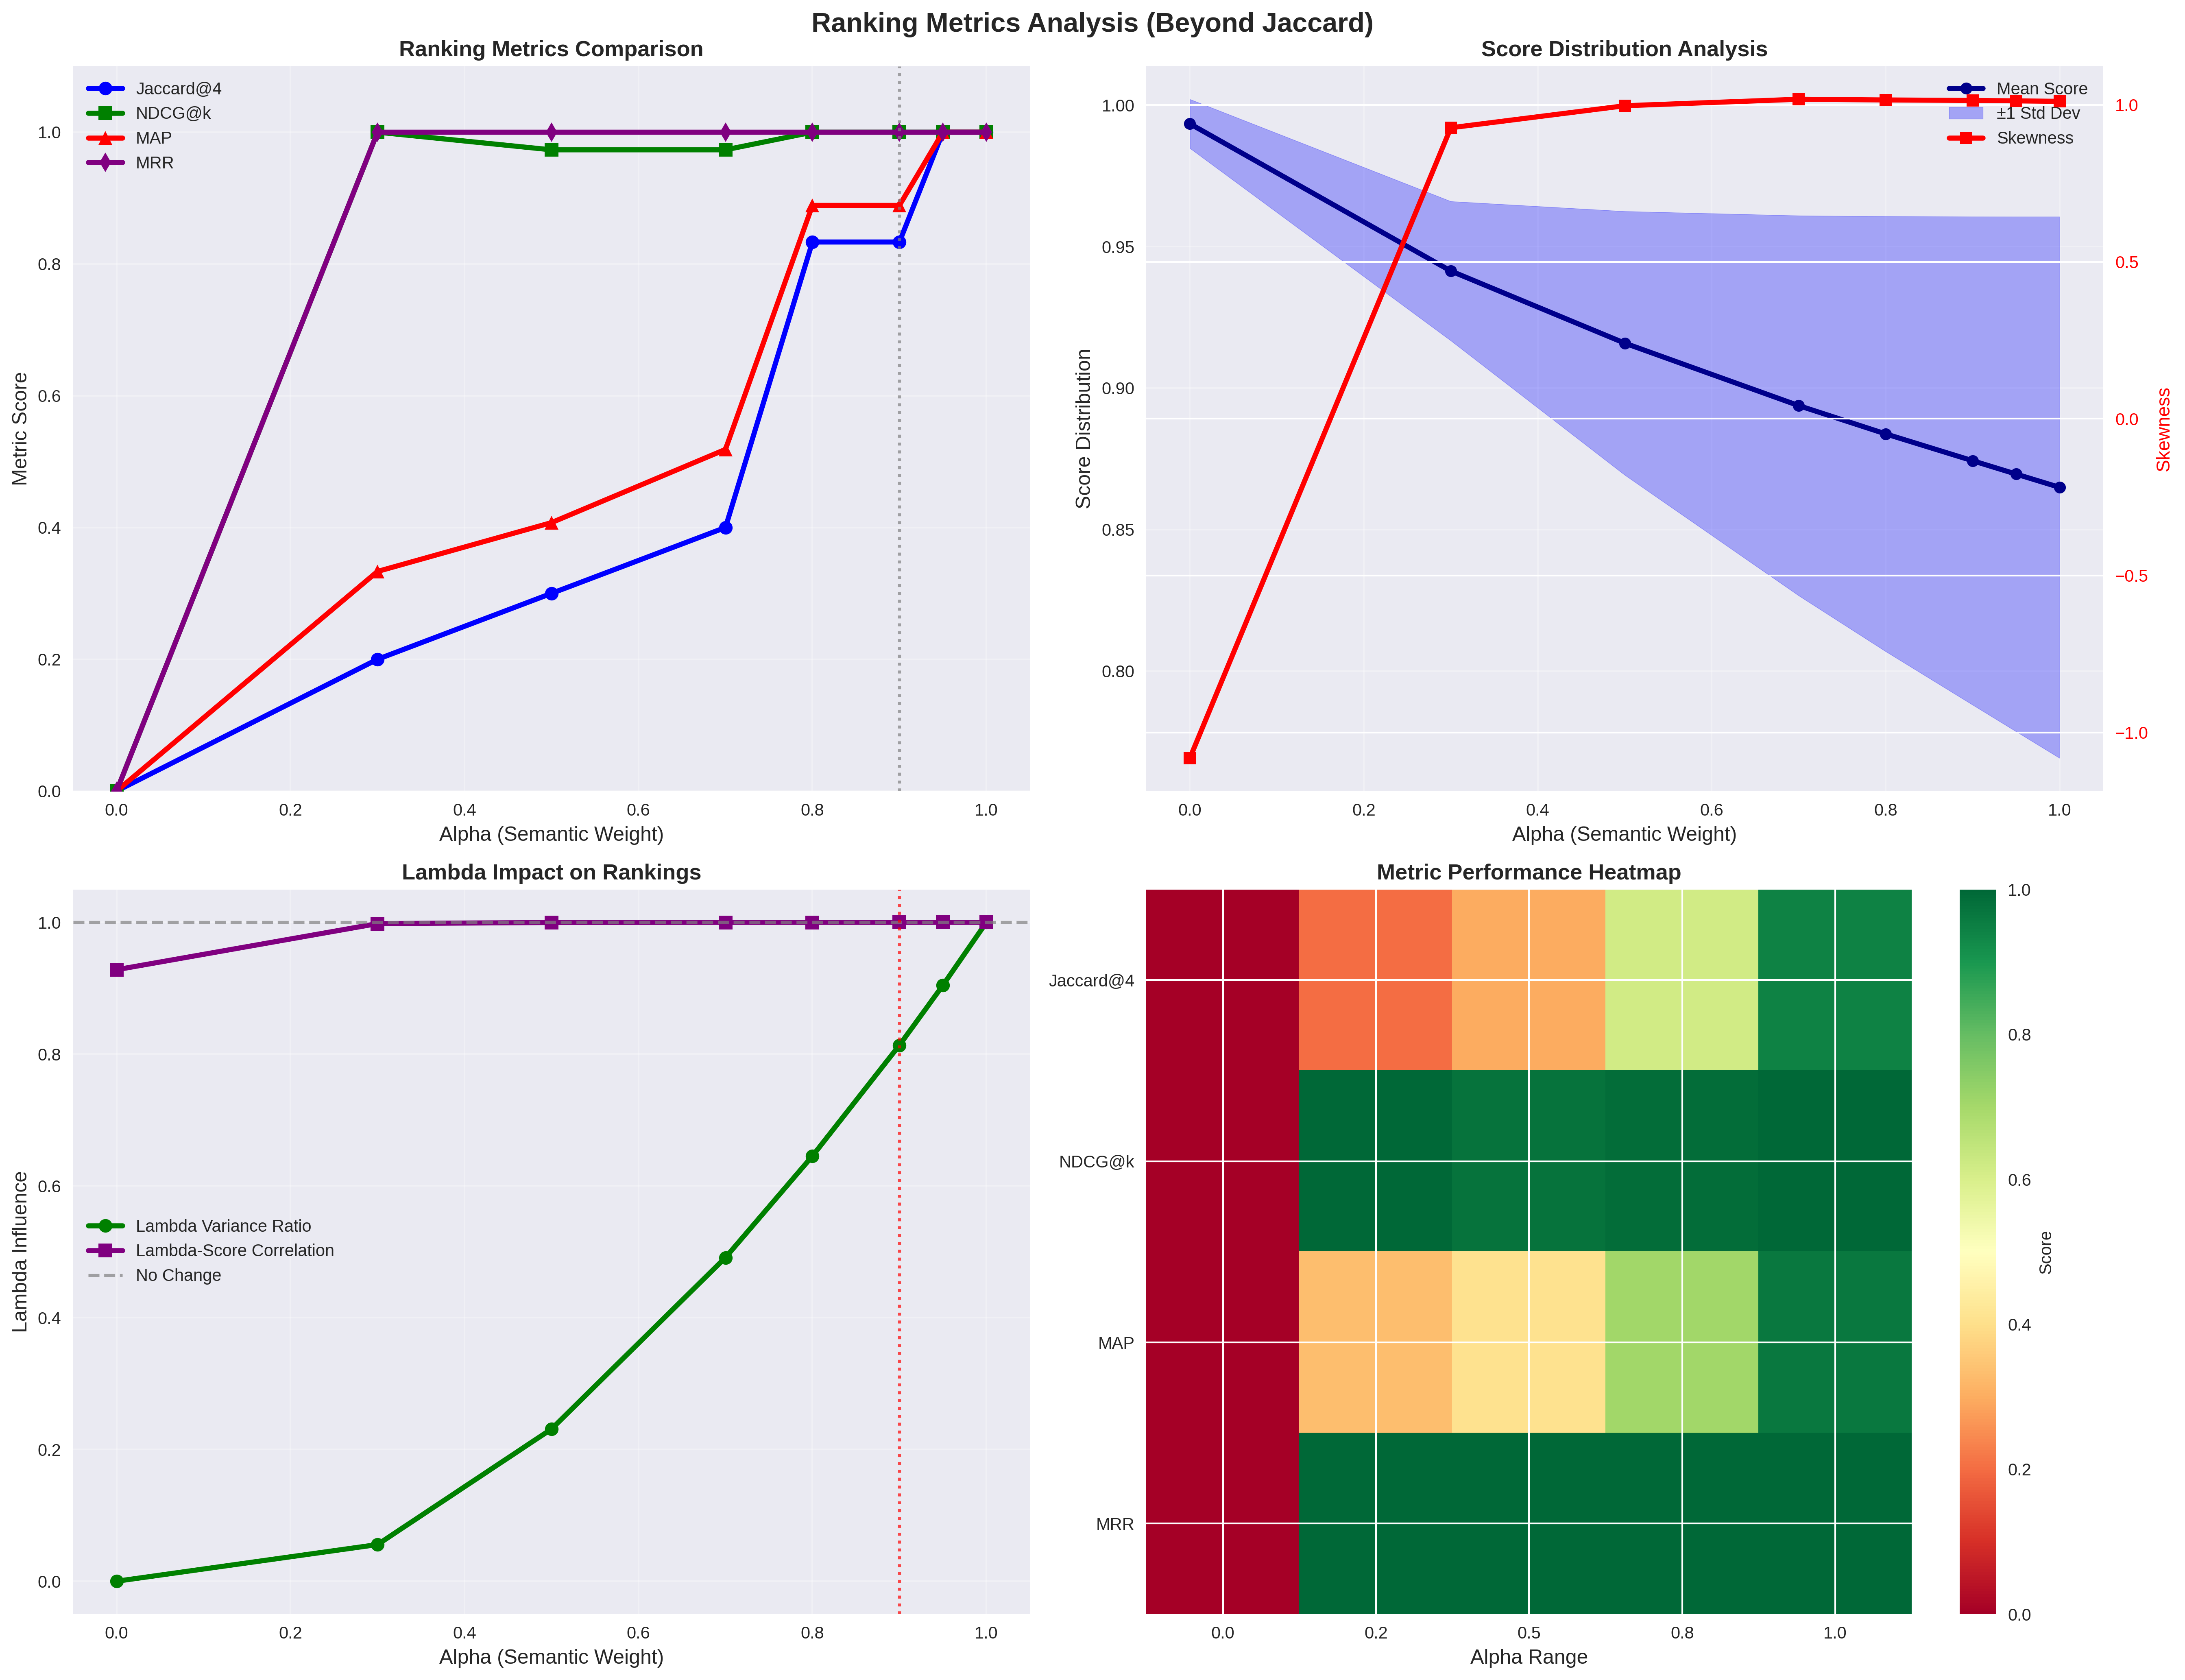 Ranking Metrics Analysis (Beyond Jaccard)
Ranking Metrics Comparison
Jaccard@4
NDCG@k
MAP
MRR
1.0
0.8
0.6
0.4
0.2
0.0
Metric Score
0.0 0.2 0.4 0.6 0.8 1.0
Alpha (Semantic Weight)
Score Distribution Analysis
Mean Score
±1 Std Dev
Skewness
1.00
0.95
0.90
0.85
0.80
Score Distribution
1.0
0.5
0.0
−0.5
−1.0
Skewness
0.0 0.2 0.4 0.6 0.8 1.0
Alpha (Semantic Weight)
Lambda Impact on Rankings
1.0
0.8
0.6
0.4
0.2
0.0
Lambda Influence
Lambda Variance Ratio
Lambda-Score Correlation
No Change
0.0 0.2 0.4 0.6 0.8 1.0
Alpha (Semantic Weight)
Metric Performance Heatmap
Jaccard@4
NDCG@k
MAP
MRR
0.0 0.2 0.5 0.8 1.0
Alpha Range
1.0
0.8
0.6
0.4
0.2
0.0
Score